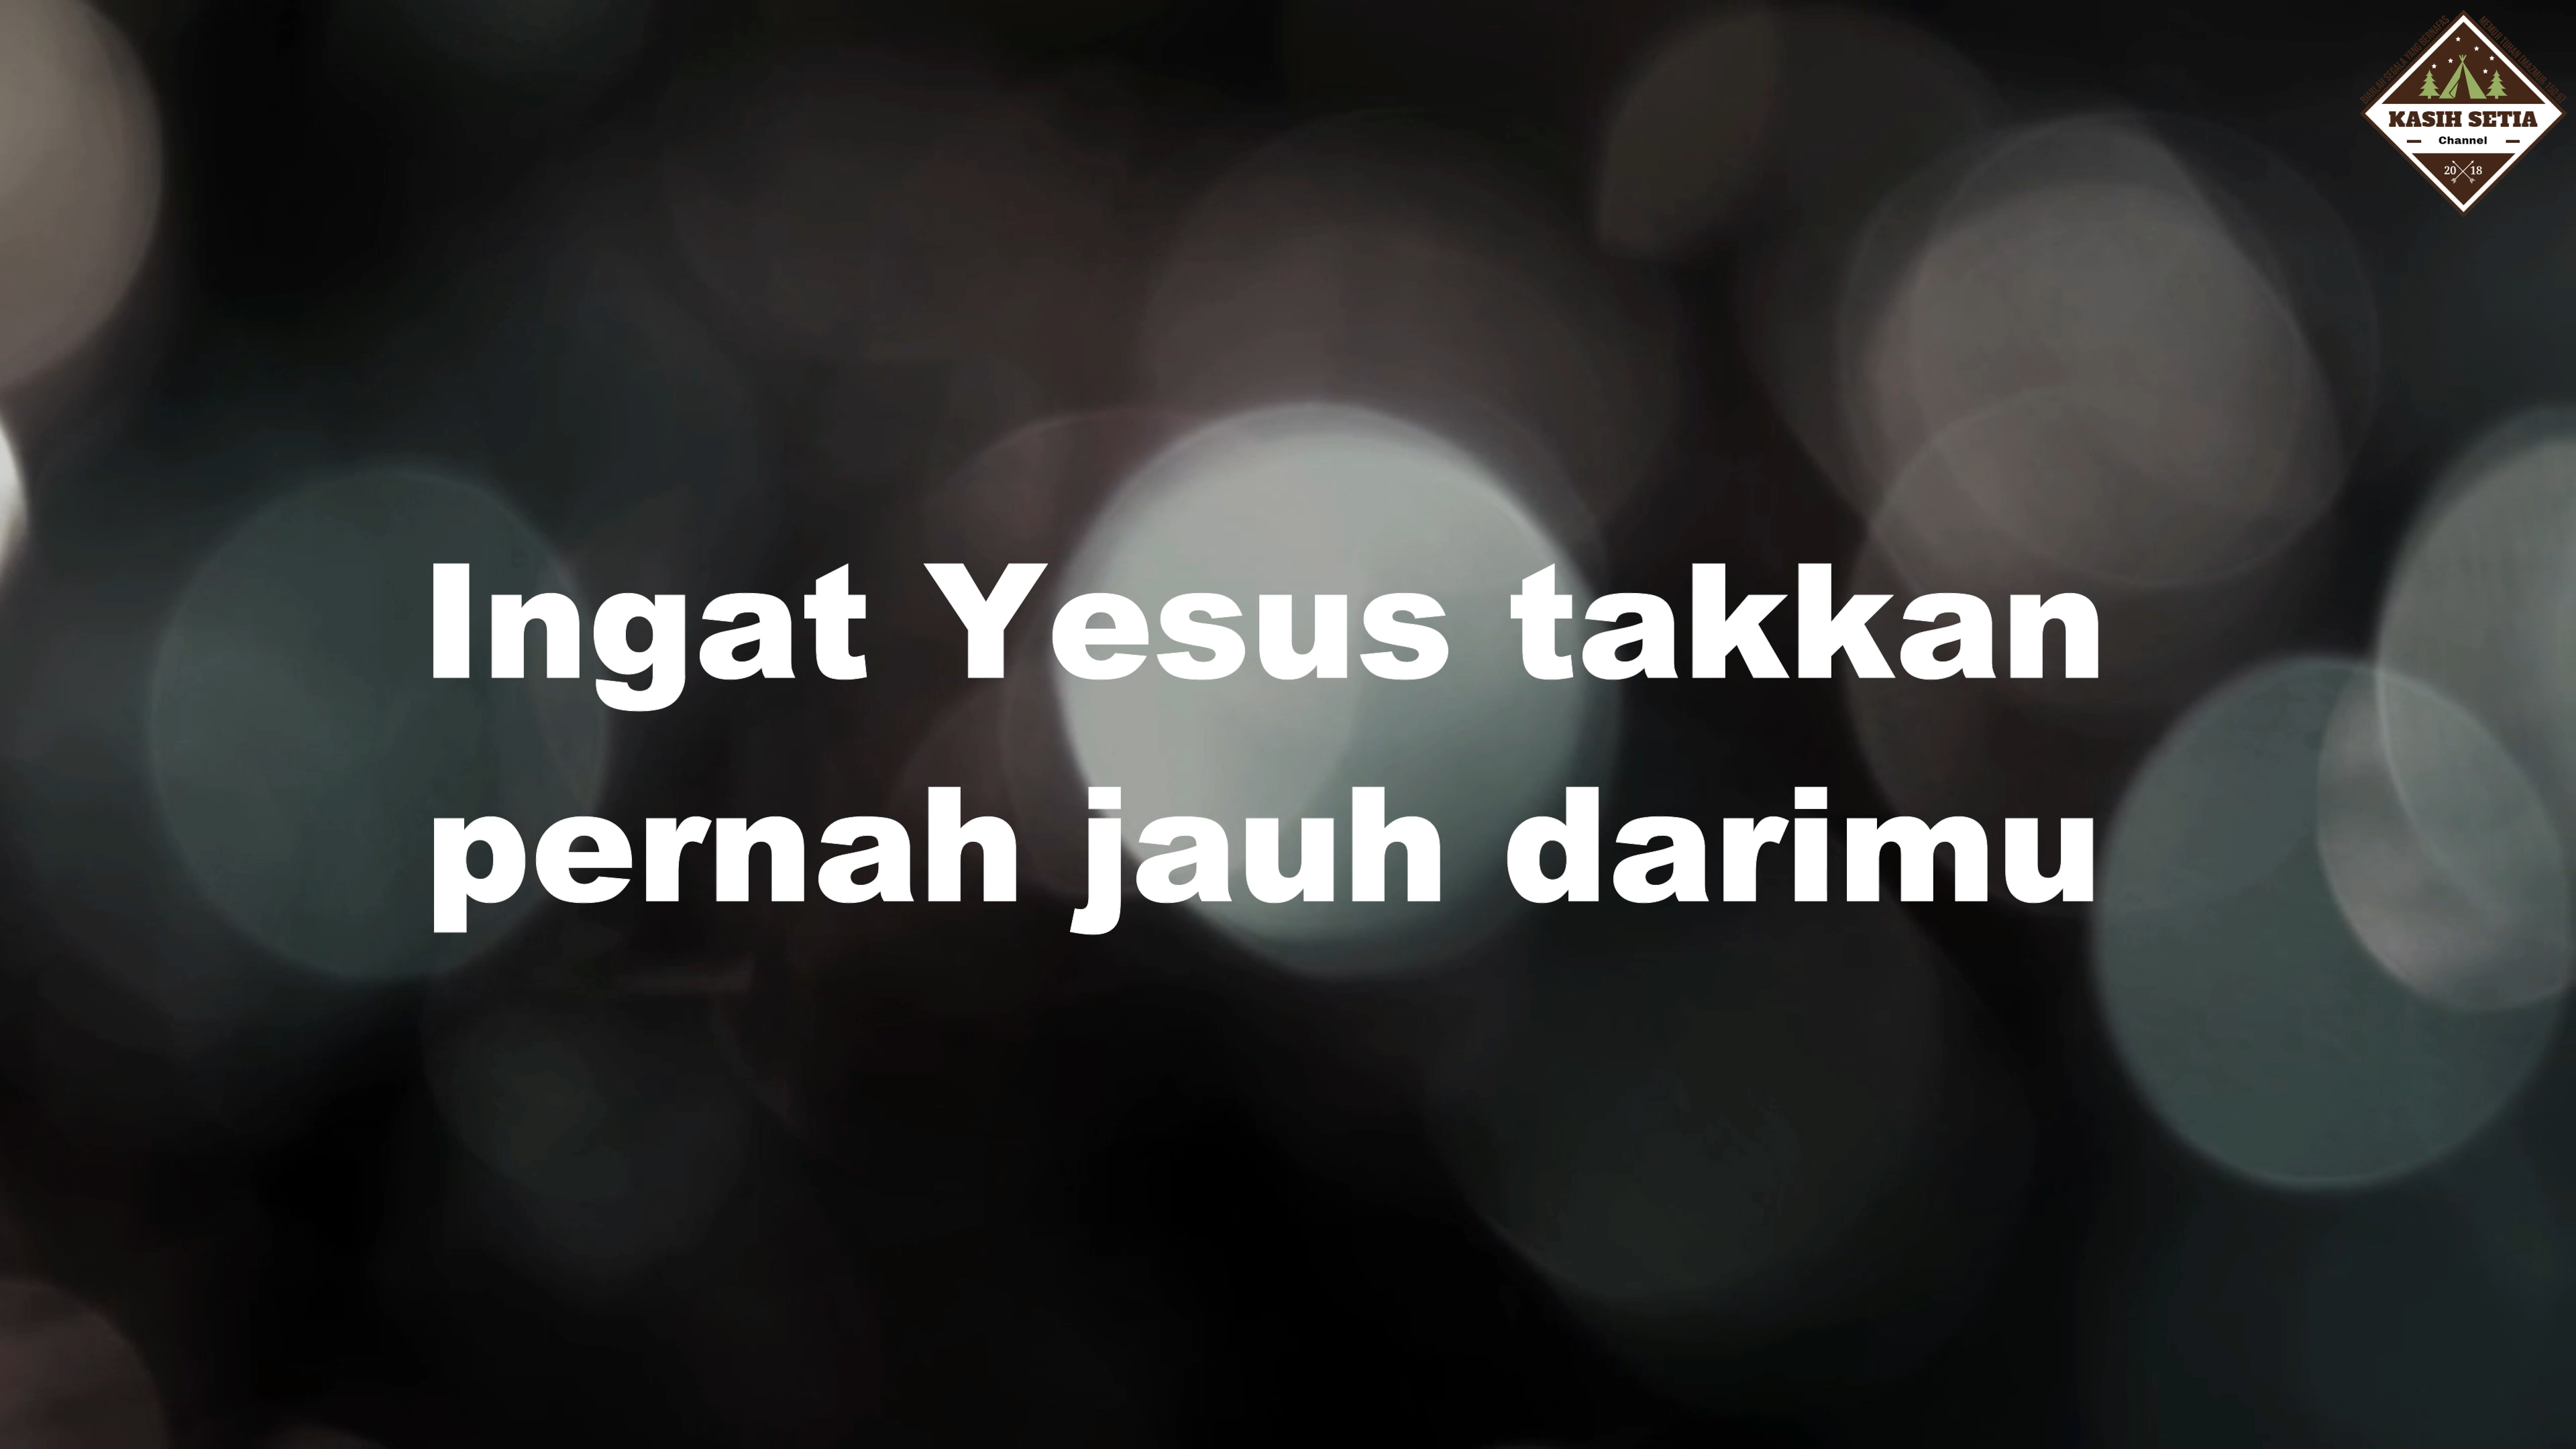 KASIH SETIA
Channel
20 18
Ingat Yesus takkan
pernah jauh darimu